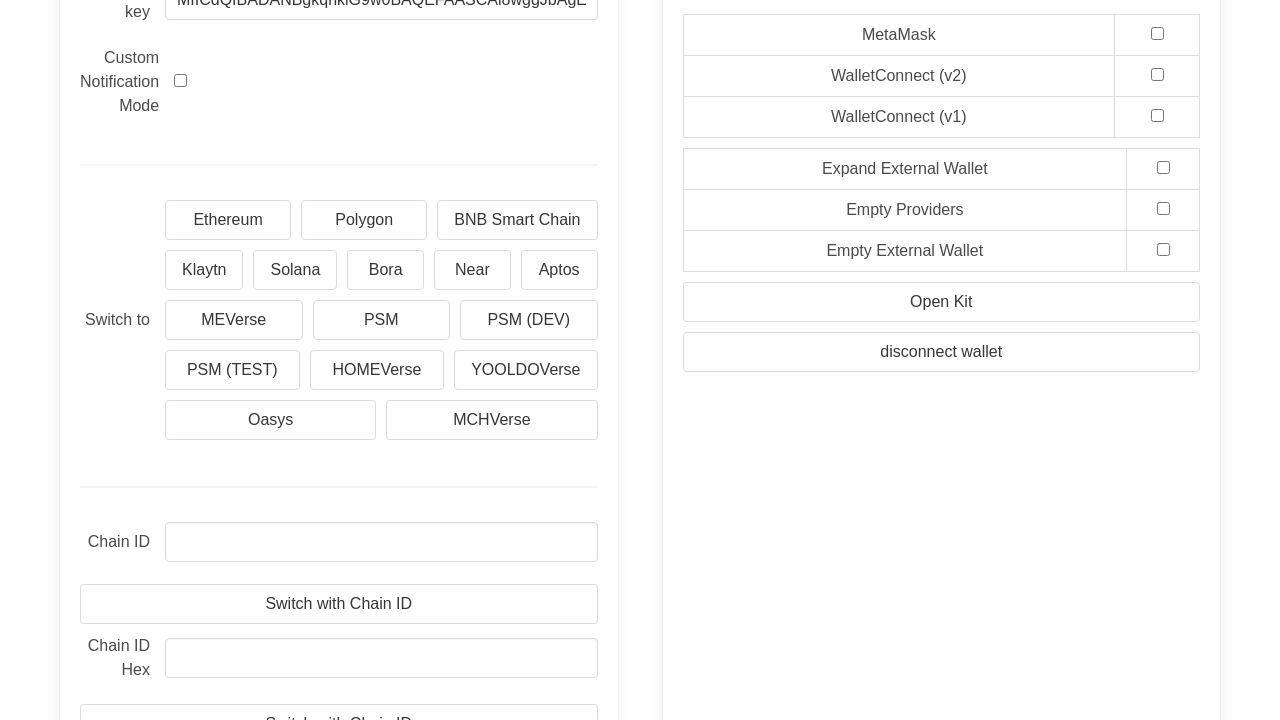 key
Custom
Notification
Mode
Switch to
Ethereum
Polygon
BNB Smart Chain
Klaytn
Solana
Bora
Near
Aptos
MEVerse
PSM
PSM (DEV)
PSM (TEST)
HOMEVerse
YOOLDOVerse
Oasys
MCHVerse
Chain ID
Switch with Chain ID
Chain ID
Hex
MetaMask
WalletConnect (v2)
WalletConnect (v1)
Expand External Wallet
Empty Providers
Empty External Wallet
Open Kit
disconnect wallet